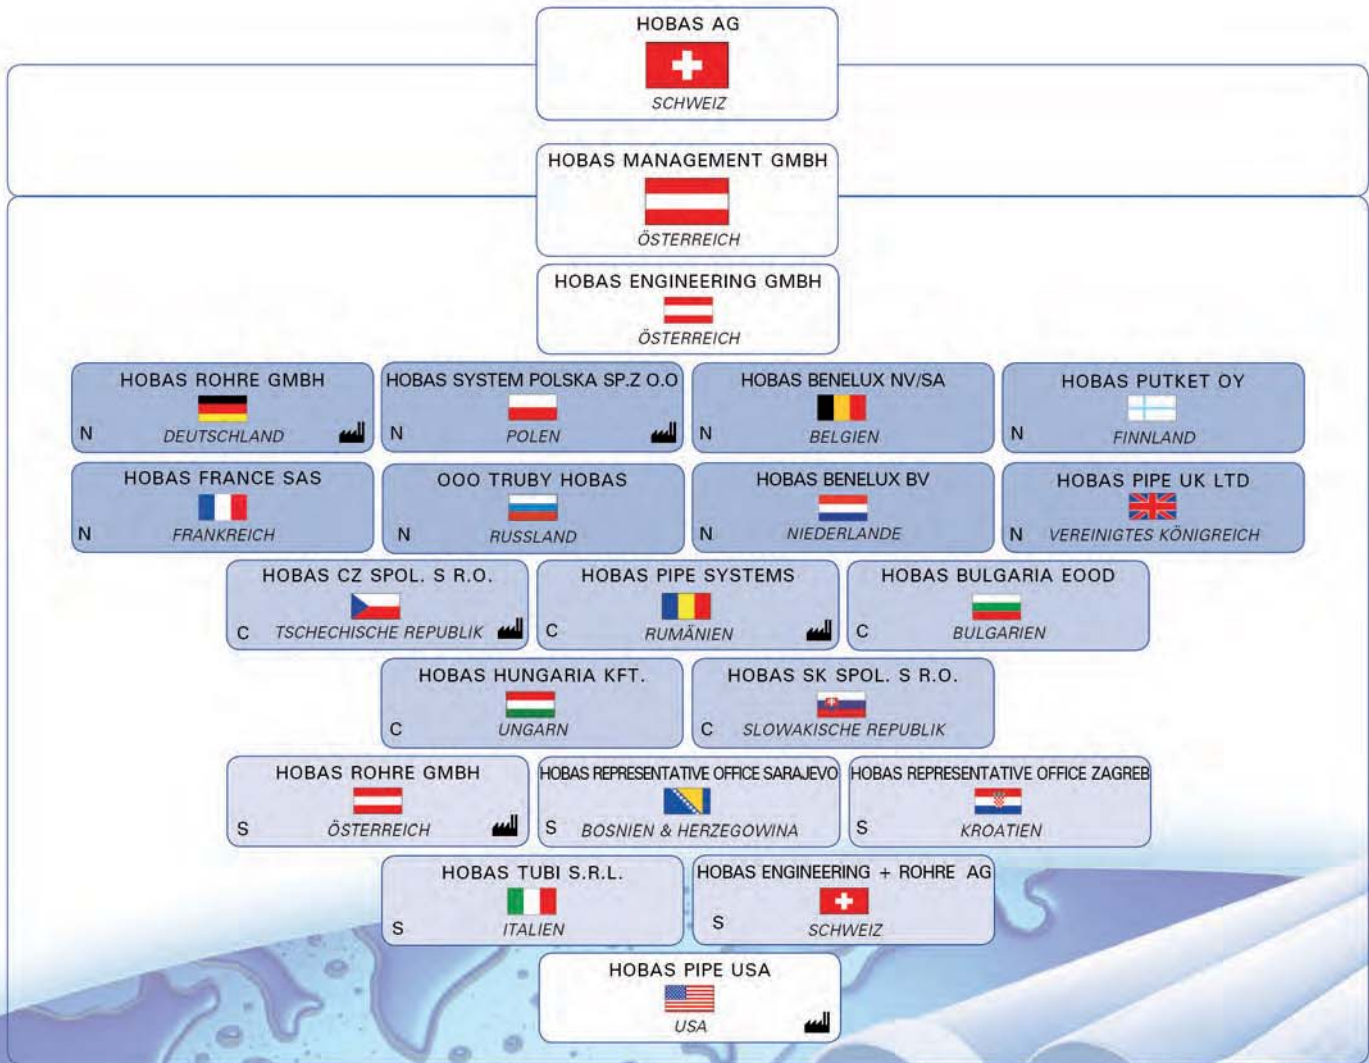 HOBAS AG
SCHWEIZ
HOBAS MANAGEMENT GMBH
ÖSTERREICH
HOBAS ENGINEERING GMBH
ÖSTERREICH
HOBAS ROHRE GMBH
N DEUTSCHLAND
HOBAS SYSTEM POLSKA SP.Z O.O
N POLEN
HOBAS BENELUX NV/SA
N BELGIEN
HOBAS PUTKET OY
N FINNLAND
HOBAS FRANCE SAS
N FRANKREICH
OOO TRUBY HOBAS
N RUSSLAND
HOBAS BENELUX BV
N NIEDERLANDE
HOBAS PIPE UK LTD
N VEREINIGTES KÖNIGREICH
HOBAS CZ SPOL. S R.O.
C TSCHECHISCHE REPUBLIK
HOBAS PIPE SYSTEMS
C RUMÄNIEN
HOBAS BULGARIA EOOD
C BULGARIEN
HOBAS HUNGARIA KFT.
C UNGARN
HOBAS SK SPOL. S R.O.
C SLOWAKISCHE REPUBLIK
HOBAS ROHRE GMBH
S ÖSTERREICH
HOBAS REPRESENTATIVE OFFICE SARAJEVO
S BOSNIEN & HERZEGOWINA
HOBAS REPRESENTATIVE OFFICE ZAGREB
S KROATIEN
HOBAS TUBI S.R.L.
S ITALIEN
HOBAS ENGINEERING + ROHRE AG
S SCHWEIZ
HOBAS PIPE USA
USA